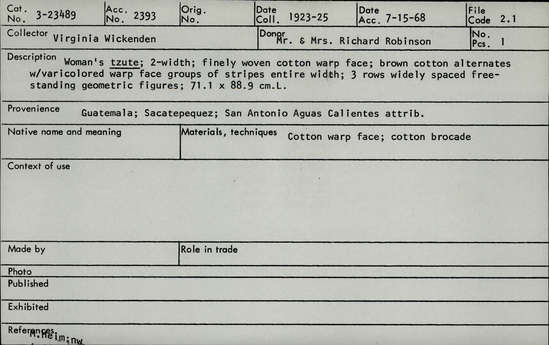 Cat. No. 3-23489 Acc. No. 2393 Orig. No. Date Coll. 1923-25 Date Acc. 7-15-68 File Code 2.1
Collector Virginia Wickenden Donor Mr. & Mrs. Richard Robinson No. Pcs. 1
Description Woman's tzute; 2-width; finely woven cotton warp face; brown cotton alternates
w/varicolored warp face groups of stripes entire width; 3 rows widely spaced free-
standing geometric figures; 71.1 x 88.9 cm.L.
Provenience Guatemala; Sacatepequez; San Antonio Aguas Calientes attrib.
Native name and meaning Materials, techniques Cotton warp face; cotton brocade
Context of use
Made by Role in trade
Photo
Published
Exhibited
References
M.Heim:nw